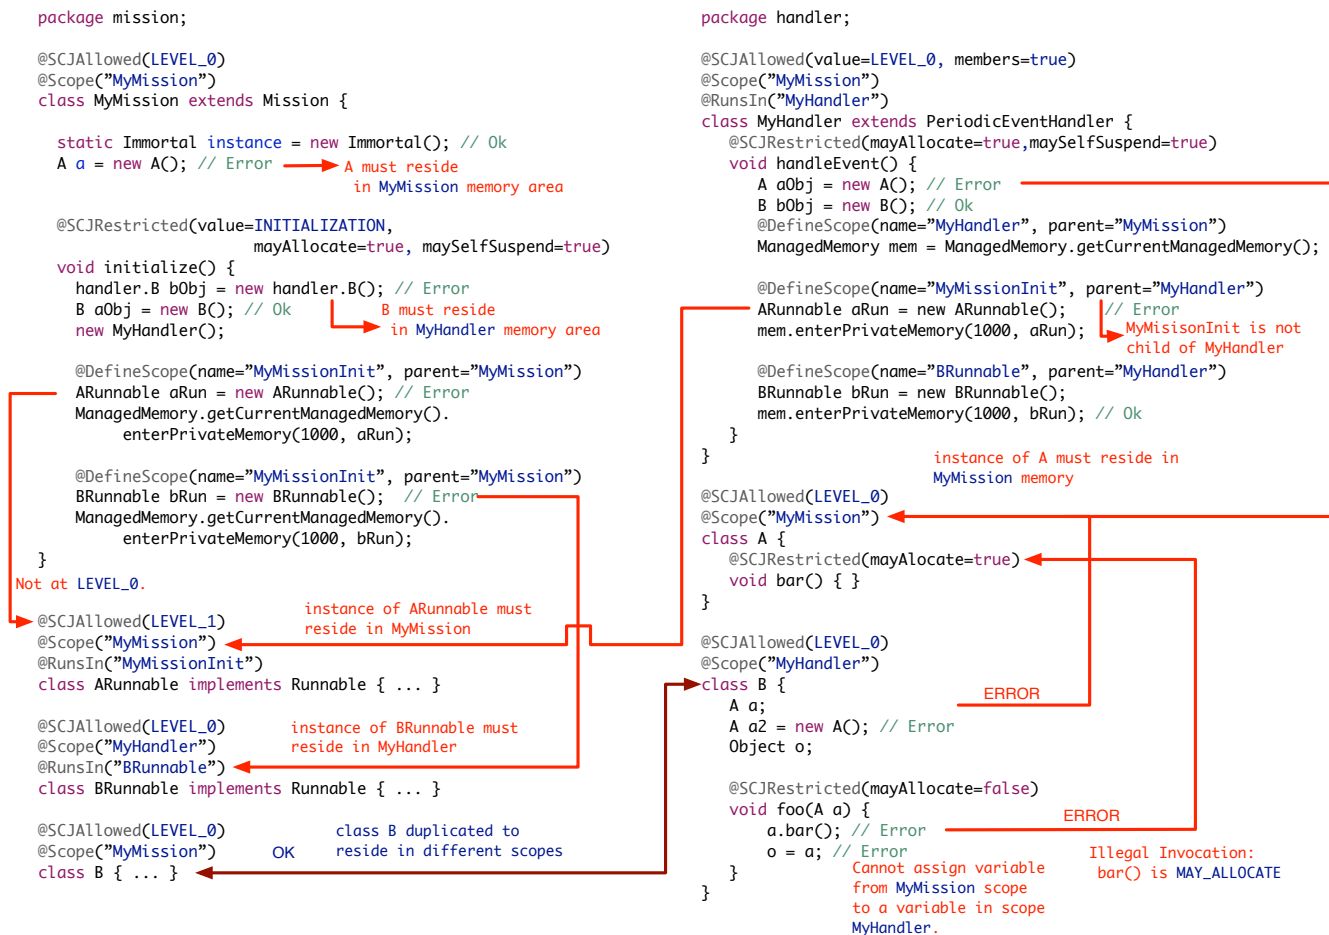 package mission;

@SCJAllowed(LEVEL_0)
@Scope(”MyMission”)
class MyMission extends Mission {

static Immortal instance = new Immortal(); // Ok
A a = new A(); // Error
A must reside
in MyMission memory area

@SCJRestricted(value=INITIALIZATION,
mayAllocate=true, maySelfSuspend=true)
void initialize() {
handler.B bObj = new handler.B(); // Error
B aObj = new B(); // Ok
B must reside
new MyHandler();
in MyHandler memory area

@DefineScope(name=”MyMissionInit”, parent=”MyMission”)
ARunnable aRun = new ARunnable(); // Error
ManagedMemory.getCurrentManagedMemory().
enterPrivateMemory(1000, aRun);

@DefineScope(name=”MyMissionInit”, parent=”MyMission”)
BRunnable bRun = new BRunnable(); // Error
ManagedMemory.getCurrentManagedMemory().
enterPrivateMemory(1000, bRun);
}
Not at LEVEL_0.

instance of ARunnable must
reside in MyMission
@SCJAllowed(LEVEL_1)
@Scope(”MyMission”)
@RunsIn(”MyMissionInit”)
class ARunnable implements Runnable { ... }

@SCJAllowed(LEVEL_0)
@Scope(”MyHandler”)
@RunsIn(”BRunnable”)
class BRunnable implements Runnable { ... }
instance of BRunnable must
reside in MyHandler

@SCJAllowed(LEVEL_0)
@Scope(”MyMission”)
class B { ... }
OK
class B duplicated to
reside in different scopes

package handler;

@SCJAllowed(value=LEVEL_0, members=true)
@Scope(”MyMission”)
@RunsIn(”MyHandler”)
class MyHandler extends PeriodicEventHandler {
@SCJRestricted(mayAllocate=true,maySelfSuspend=true)
void handleEvent() {
A aObj = new A(); // Error
B bObj = new B(); // Ok
@DefineScope(name=”MyHandler”, parent=”MyMission”)
ManagedMemory mem = ManagedMemory.getCurrentManagedMemory();

@DefineScope(name=”MyMissionInit”, parent=”MyHandler”)
ARunnable aRun = new ARunnable(); // Error
mem.enterPrivateMemory(1000, aRun);
MyMisisonInit is not
child of MyHandler

@DefineScope(name=”BRunnable”, parent=”MyHandler”)
BRunnable bRun = new BRunnable();
mem.enterPrivateMemory(1000, bRun); // Ok
}
}
instance of A must reside in
MyMission memory

@SCJAllowed(LEVEL_0)
@Scope(”MyMission”)
class A {
@SCJRestricted(mayAlocate=true)
void bar() { }
}

@SCJAllowed(LEVEL_0)
@Scope(”MyHandler”)
class B {
A a;
ERROR
A a2 = new A(); // Error
Object o;

@SCJRestricted(mayAllocate=false)
void foo(A a) {
ERROR
a.bar(); // Error
o = a; // Error
}
}
Cannot assign variable
from MyMission scope
to a variable in scope
MyHandler.
Illegal Invocation:
bar() is MAY_ALLOCATE